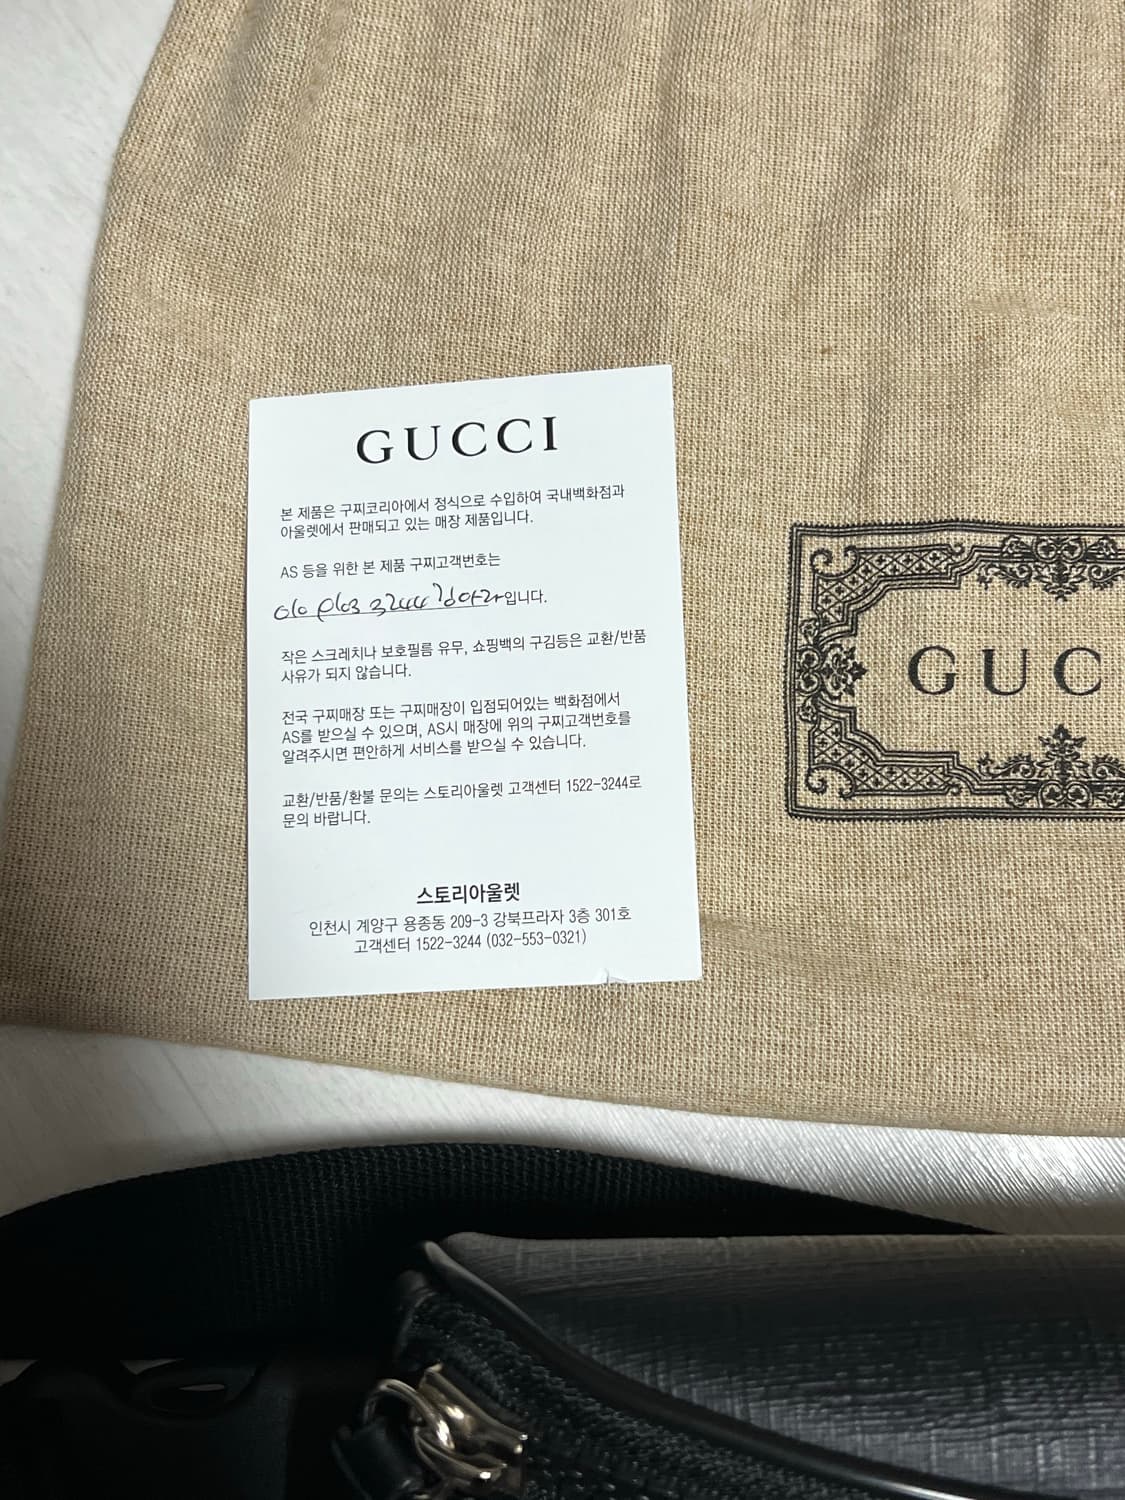 GUCCI
본 제품은 구찌코리아에서 정식으로 수입하여 국내백화점과
아울렛에서 판매되고 있는 매장 제품입니다.
AS 등을 위한 본 제품 구찌고객번호는
010 3244 입니다.
작은 스크레치나 보호필름 유무, 쇼핑백의 구김등은 교환/반품
사유가 되지 않습니다.
전국 구찌매장 또는 구찌매장이 입점되어있는 백화점에서
AS를 받으실 수 있으며, AS시 매장에 위의 구찌고객번호를
알려주시면 편안하게 서비스를 받으실 수 있습니다.
교환/반품/환불 문의는 스토리아울렛 고객센터 1522-3244로
문의 바랍니다.
스토리아울렛
인천시 계양구 용종동 209-3 강북프라자 3층 301호
고객센터 1522-3244 (032-553-0321)
GUC